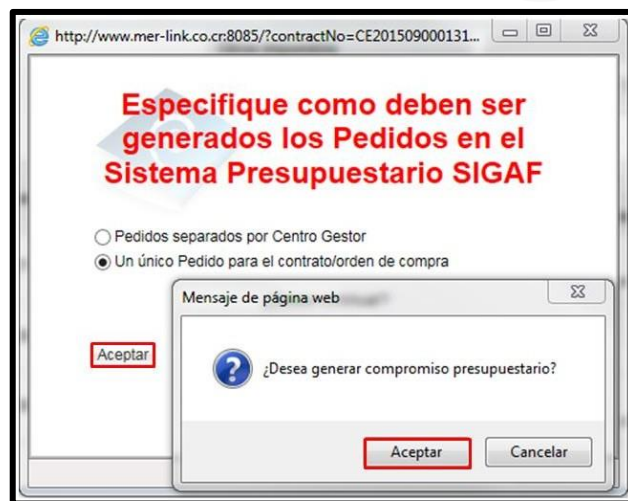 http://www.mer-link.co.cr:8085/?contractNo=CE201509000131...
Especifique como deben ser
generados los Pedidos en el
Sistema Presupuestario SIGAF
Pedidos separados por Centro Gestor
Un único Pedido para el contrato/orden de compra
Mensaje de página web
Aceptar
¿Desea generar compromiso presupuestario?
Aceptar
Cancelar